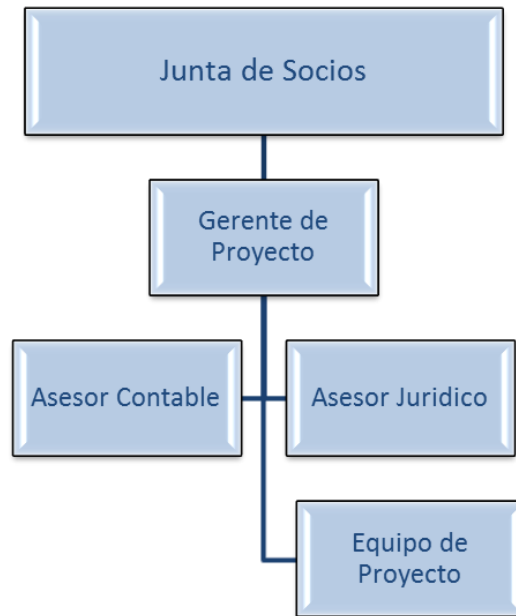 Junta de Socios
Gerente de
Proyecto
Asesor Contable
Asesor Juridico
Equipo de
Proyecto